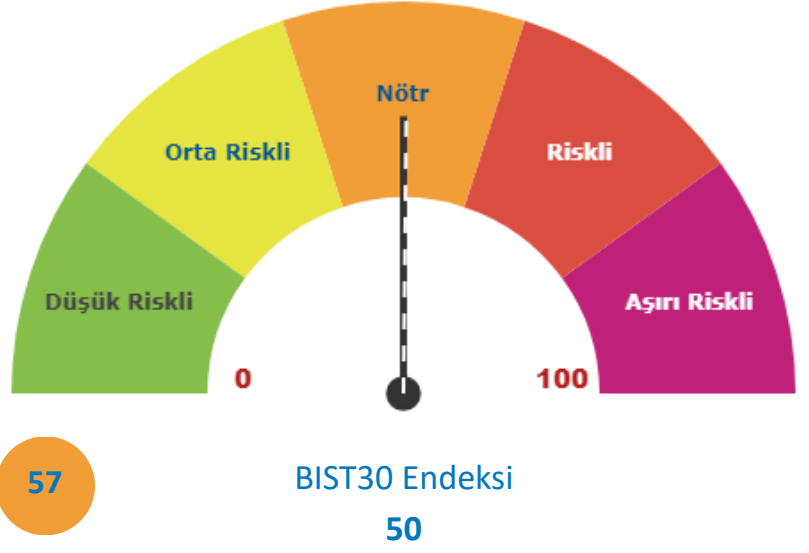 Nötr
Orta Riskli
Riskli
Düşük Riskli
Aşırı Riskli
0
100
57
BIST30 Endeksi
50